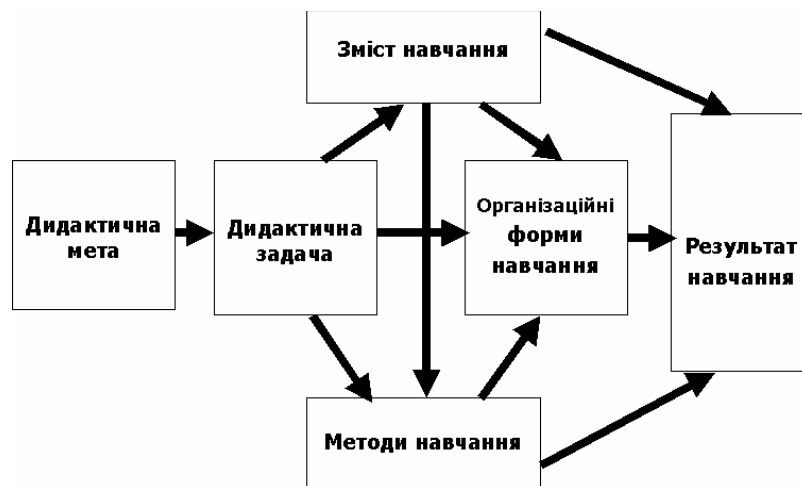 Зміст навчання
Дидактична
мета
Дидактична
задача
Організаційні
форми
навчання
Результат
навчання
Методи навчання